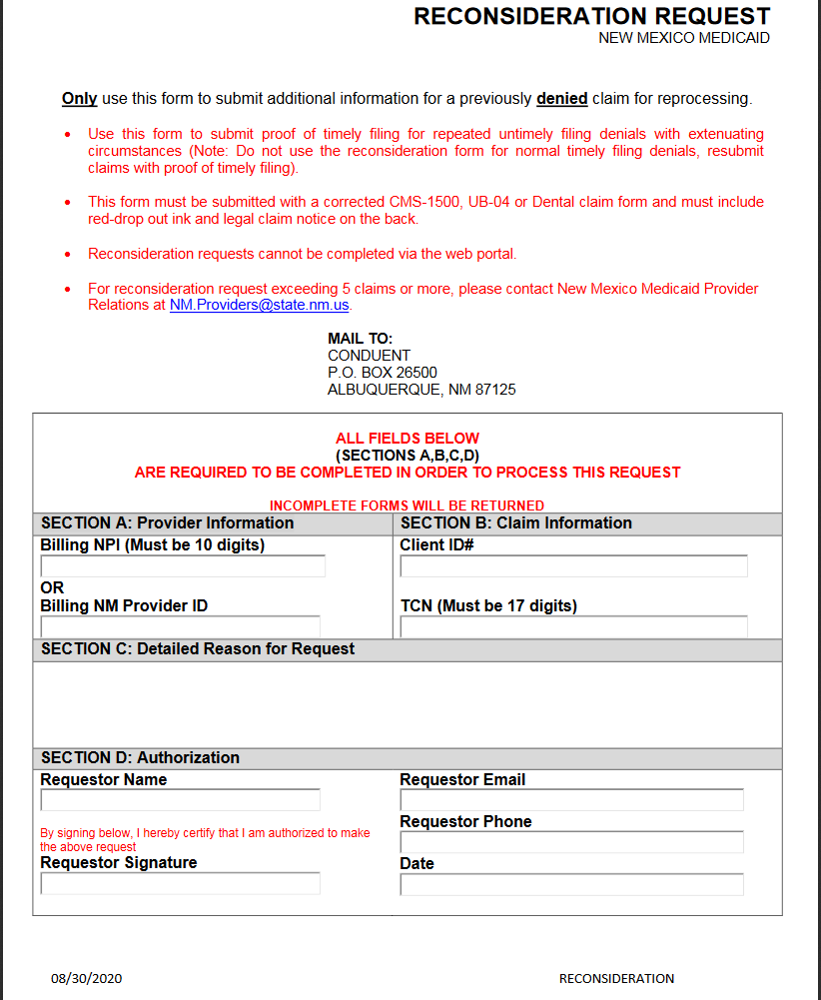 RECONSIDERATION REQUEST
NEW MEXICO MEDICAID
Only use this form to submit additional information for a previously denied claim for reprocessing.
• Use this form to submit proof of timely filing for repeated untimely filing denials with extenuating
circumstances (Note: Do not use the reconsideration form for normal timely filing denials, resubmit
claims with proof of timely filing).
• This form must be submitted with a corrected CMS-1500, UB-04 or Dental claim form and must include
red-drop out ink and legal claim notice on the back.
• Reconsideration requests cannot be completed via the web portal.
• For reconsideration request exceeding 5 claims or more, please contact New Mexico Medicaid Provider
Relations at NM.Providers@state.nm.us.
MAIL TO:
CONDUENT
P.O. BOX 26500
ALBUQUERQUE, NM 87125
ALL FIELDS BELOW
(SECTIONS A,B,C,D)
ARE REQUIRED TO BE COMPLETED IN ORDER TO PROCESS THIS REQUEST
INCOMPLETE FORMS WILL BE RETURNED
SECTION A: Provider Information
Billing NPI (Must be 10 digits)
OR
Billing NM Provider ID
SECTION B: Claim Information
Client ID#
TCN (Must be 17 digits)
SECTION C: Detailed Reason for Request
SECTION D: Authorization
Requestor Name
By signing below, I hereby certify that I am authorized to make
the above request
Requestor Signature
Requestor Email
Requestor Phone
Date
08/30/2020
RECONSIDERATION